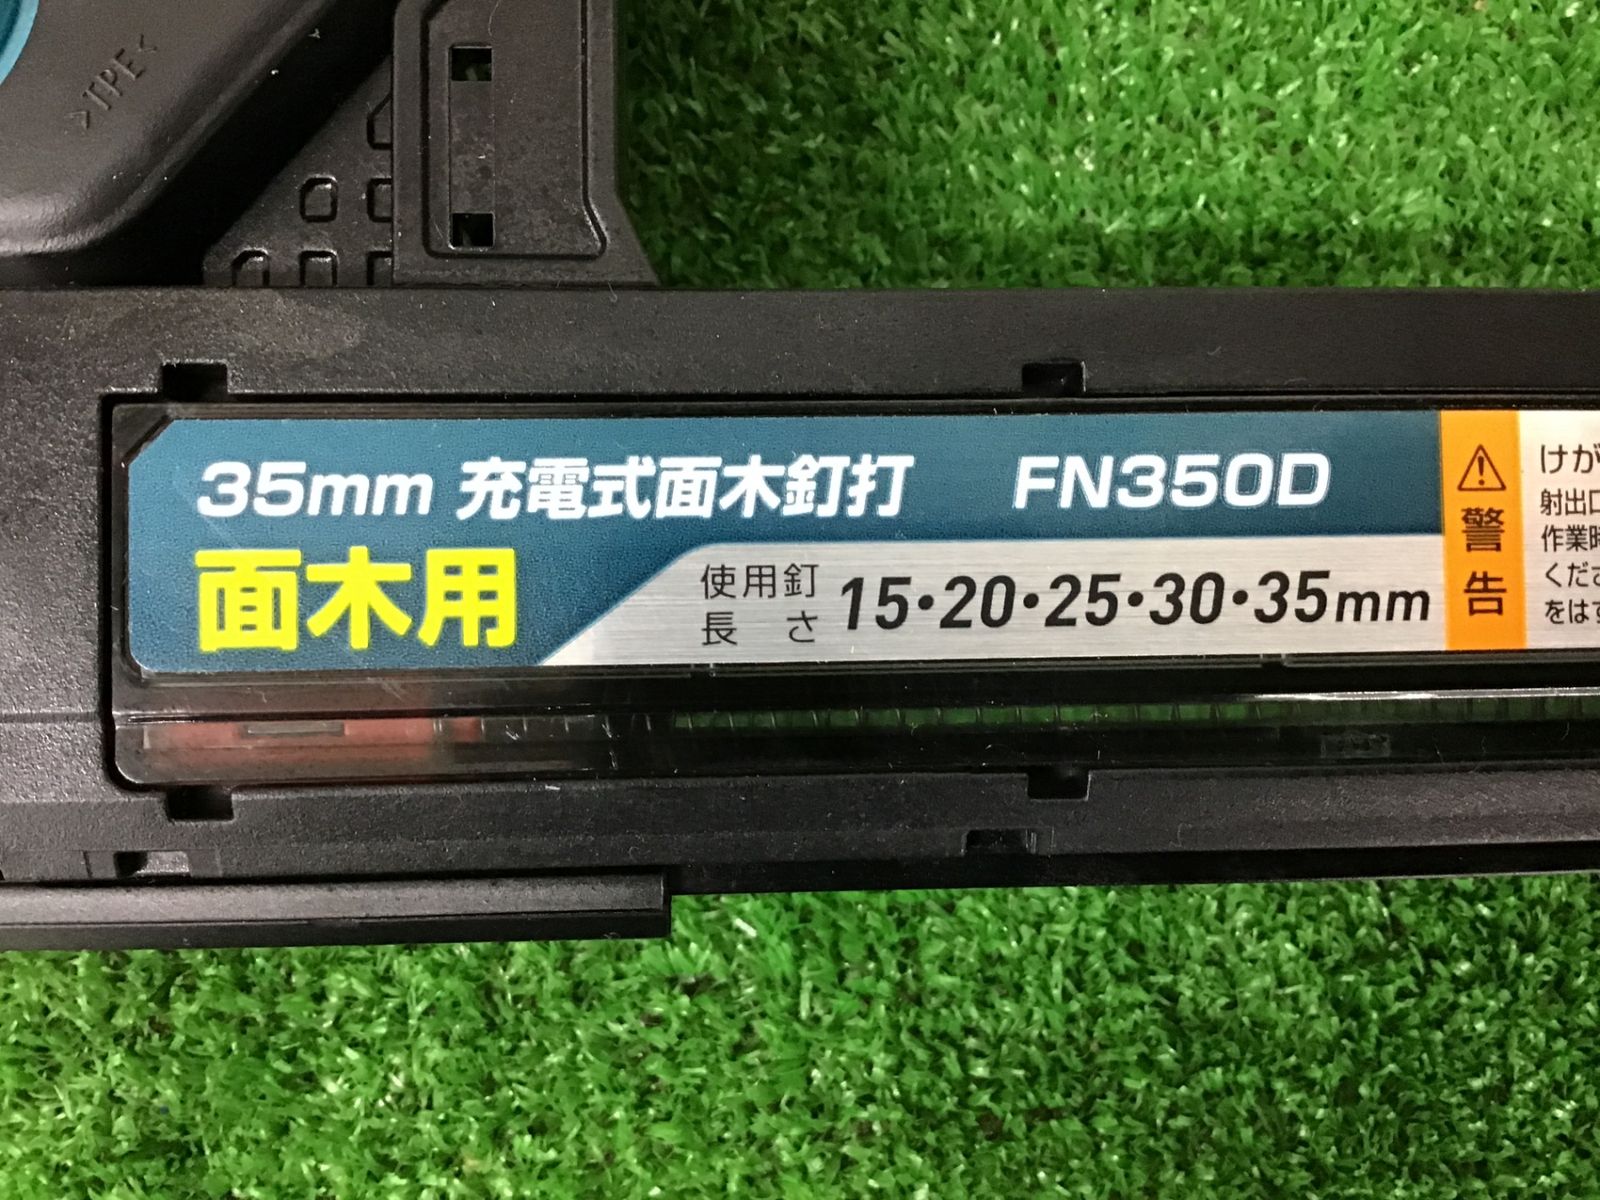 >TPE<
35mm 充電式面木釘打 FN350D
面木用
使用釘
長さ
15・20・25・30・35mm
警告
けが
射出口
作業時
くださ
をはず